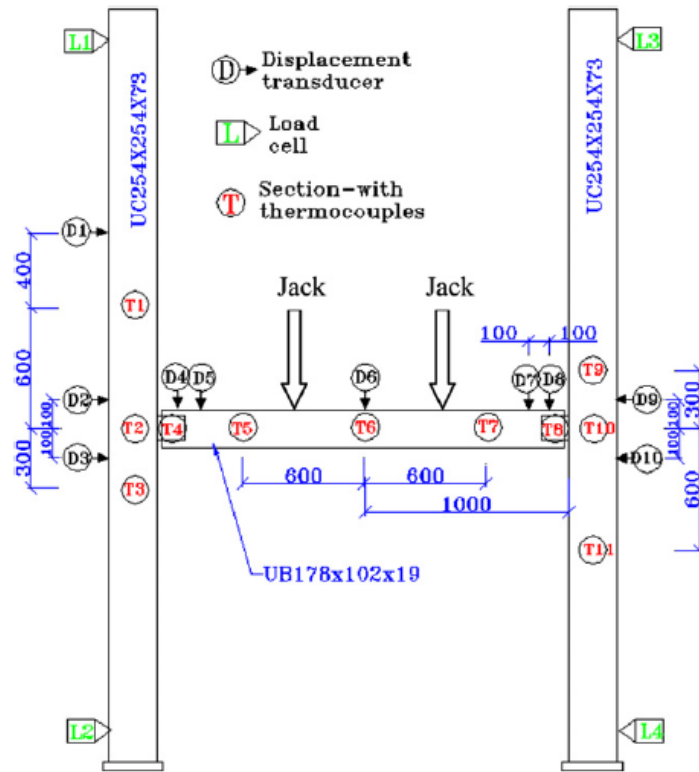 L1
L3
UC254X254X73
UC254X254X73
D
Displacement
transducer
L
Load
cell
T
Section-with
thermocouples
D1
400
T1
Jack
Jack
600
100
100
D4
D5
D6
D7
D8
T9
D2
D9
100
100
300
T2
T4
T5
T6
T7
T8
T10
100
100
D3
D10
300
600
600
600
T3
1000
T11
UB178x102x19
L2
L4